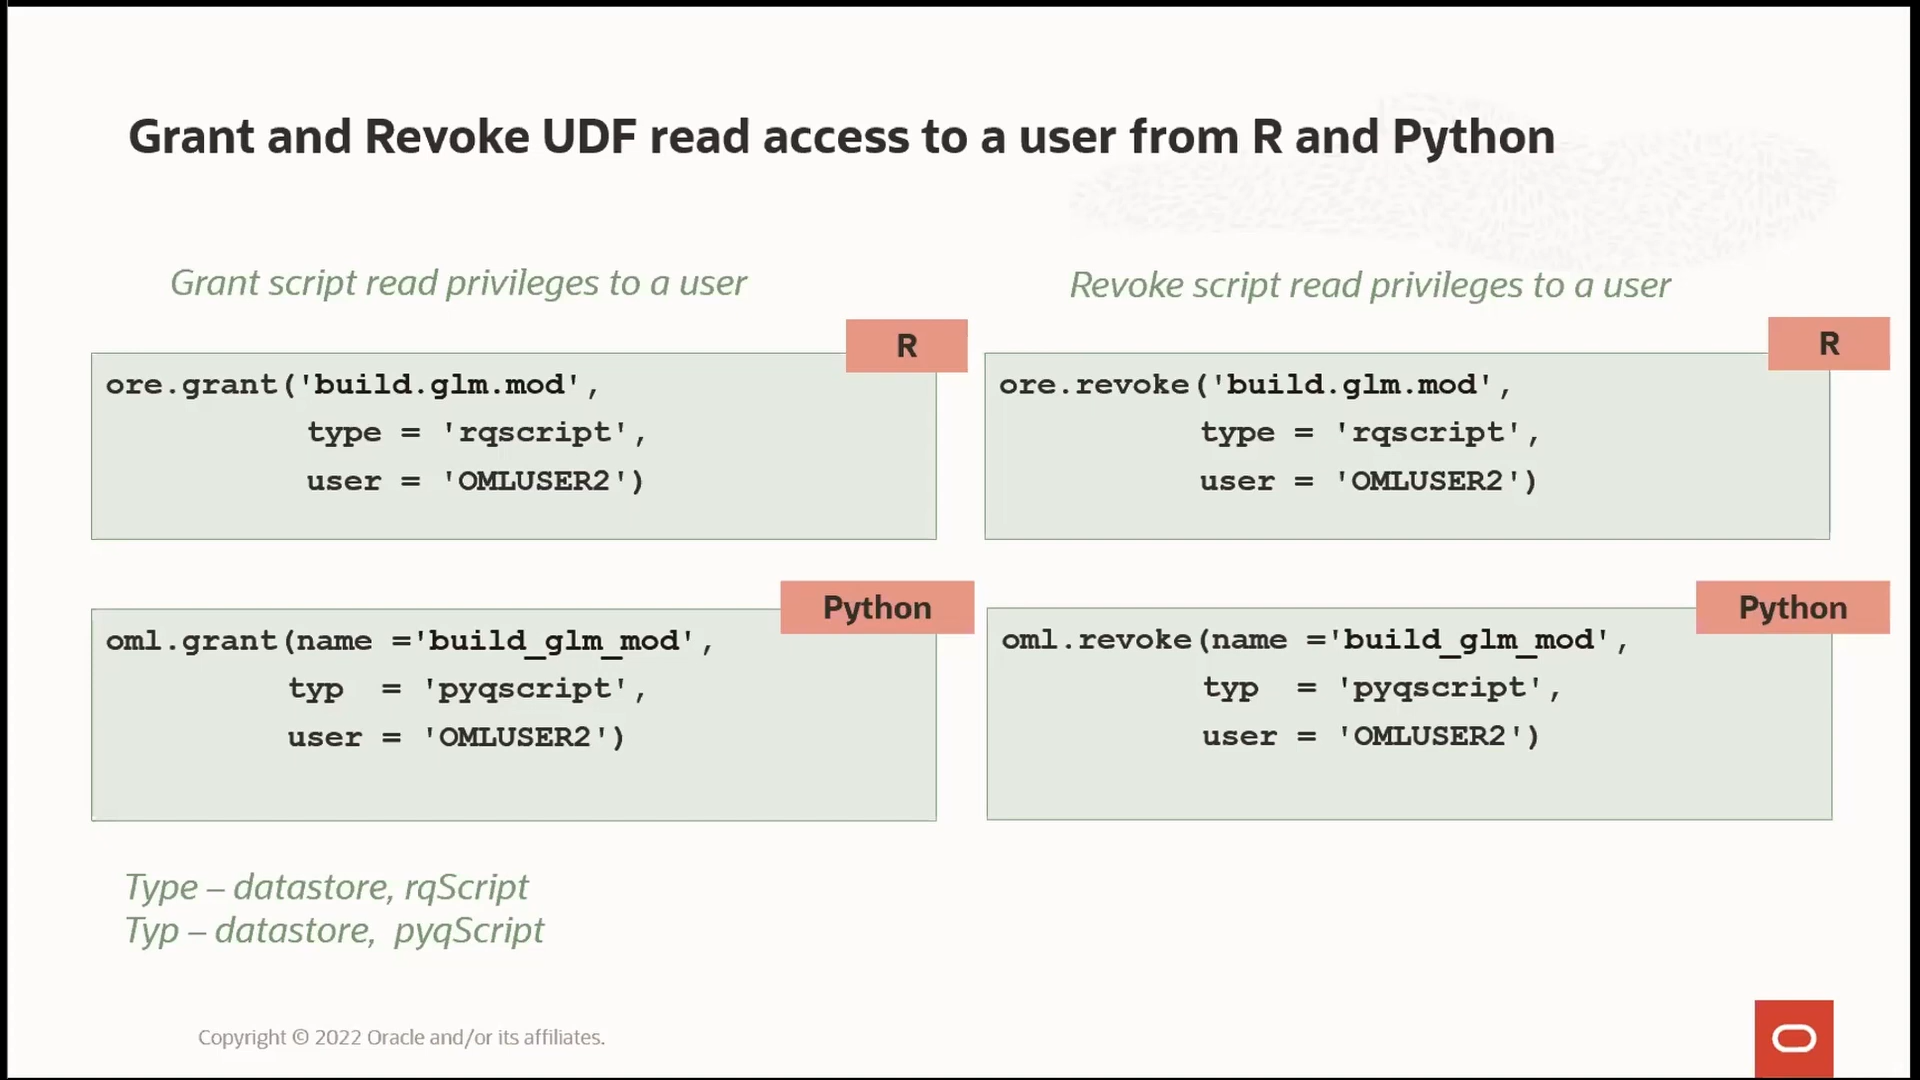 Grant and Revoke UDF read access to a user from R and Python
Grant script read privileges to a user
R
ore.grant('build.glm.mod',
type = 'rqscript',
user = 'OMLUSER2')
Revoke script read privileges to a user
R
ore.revoke('build.glm.mod',
type = 'rqscript',
user = 'OMLUSER2')
Python
oml.grant(name ='build_glm_mod',
typ = 'pyqscript',
user = 'OMLUSER2')
Python
oml.revoke(name ='build_glm_mod',
typ = 'pyqscript',
user = 'OMLUSER2')
Type – datastore, rqScript
Typ – datastore, pyqScript
Copyright © 2022 Oracle and/or its affiliates.